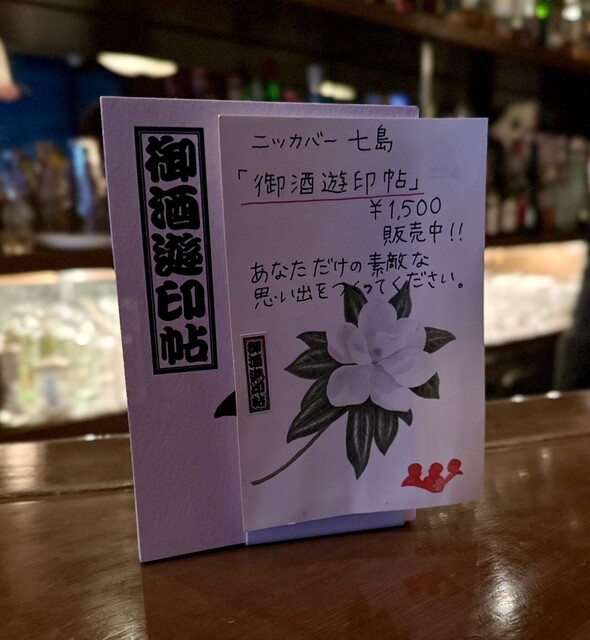 御酒遊印帖
ニッカバー 七島
「御酒遊印帖」
¥1,500
販売中!!
あなただけの素敵な
思い出をつくってください。
御酒遊印帖